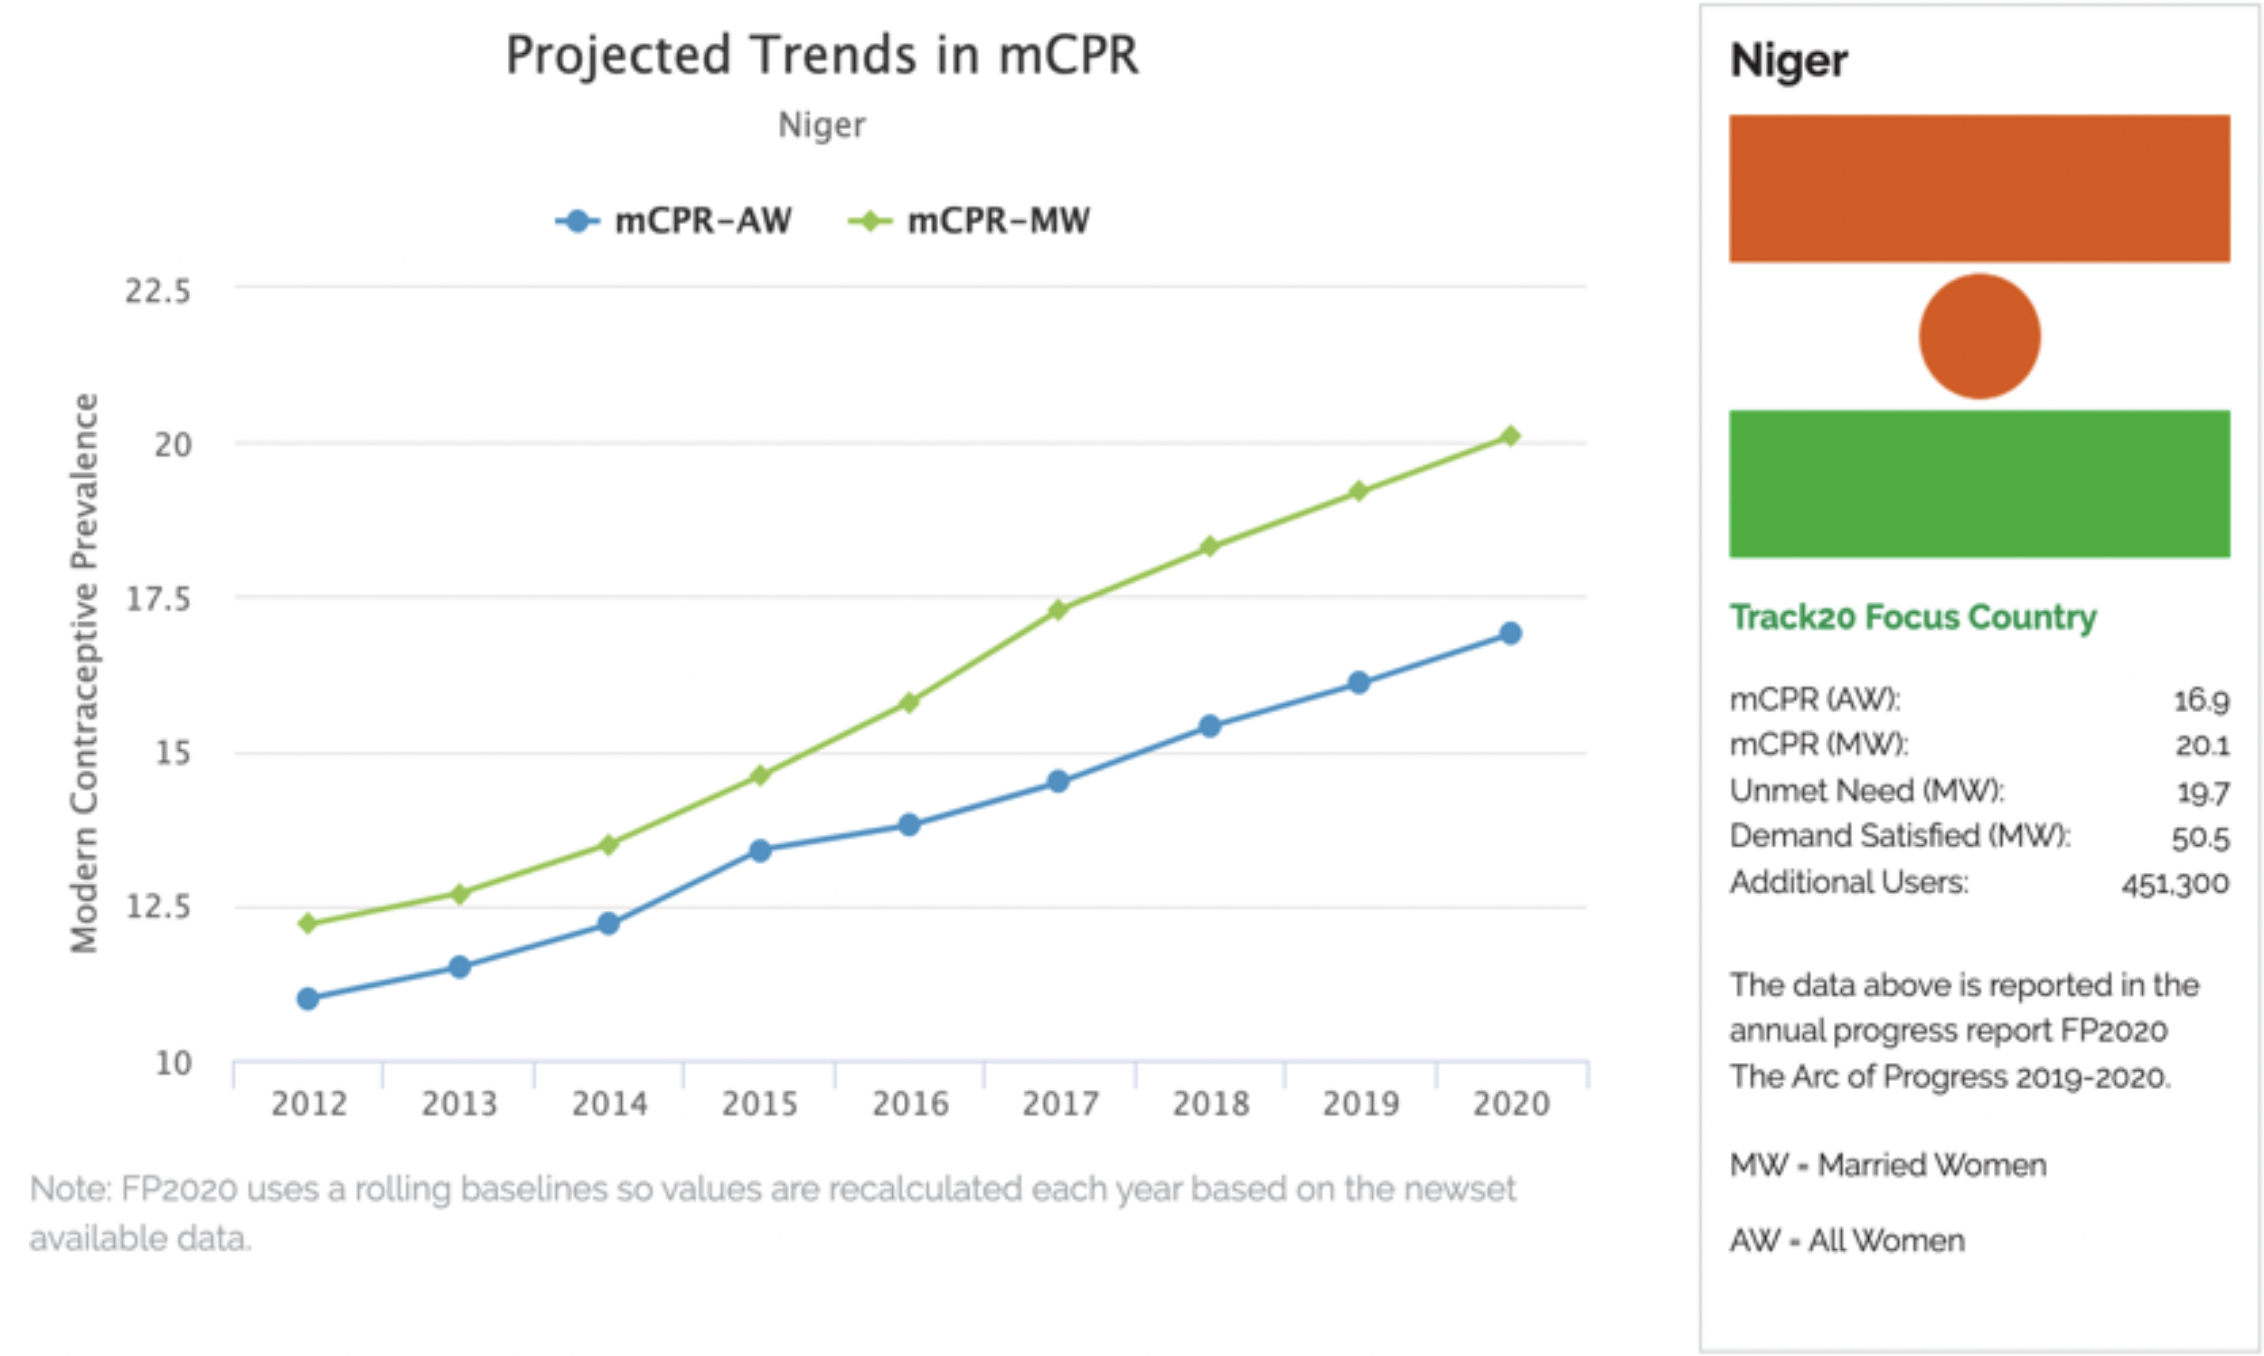 Projected Trends in mCPR
Niger
mCPR-AW
mCPR-MW
Modern Contraceptive Prevalence
22.5
20
17.5
15
12.5
10
2012 2013 2014 2015 2016 2017 2018 2019 2020
Note: FP2020 uses a rolling baselines so values are recalculated each year based on the newset
available data.
Niger
Track20 Focus Country
mCPR (AW): 16.9
mCPR (MW): 20.1
Unmet Need (MW): 19.7
Demand Satisfied (MW): 50.5
Additional Users: 451,300
The data above is reported in the
annual progress report FP2020
The Arc of Progress 2019-2020.
MW - Married Women
AW - All Women